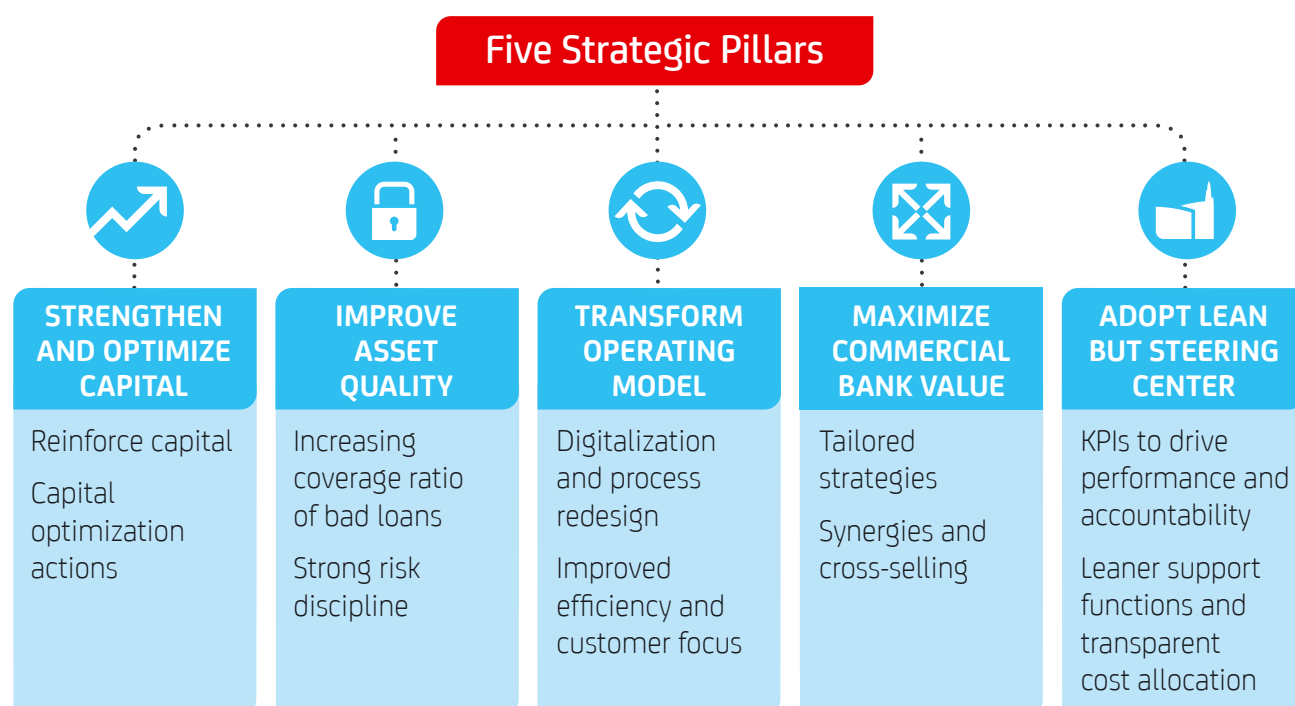 Five Strategic Pillars
STRENGTHEN
AND OPTIMIZE
CAPITAL
Reinforce capital
Capital
optimization
actions
IMPROVE
ASSET
QUALITY
Increasing
coverage ratio
of bad loans
Strong risk
discipline
TRANSFORM
OPERATING
MODEL
Digitalization
and process
redesign
Improved
efficiency and
customer focus
MAXIMIZE
COMMERCIAL
BANK VALUE
Tailored
strategies
Synergies and
cross-selling
ADOPT LEAN
BUT STEERING
CENTER
KPIs to drive
performance and
accountability
Leaner support
functions and
transparent
cost allocation